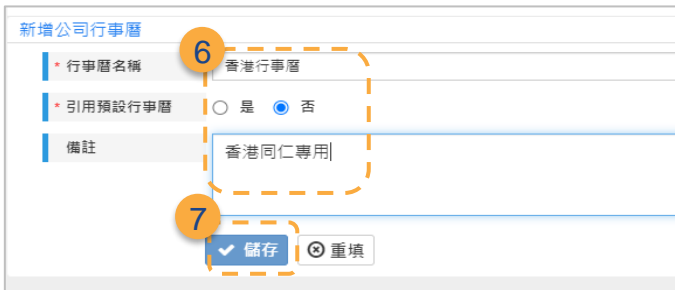 新增公司行事曆
6
* 行事曆名稱 香港行事曆
* 引用預設行事曆 是 否
備註 香港同仁專用
7
儲存 重填